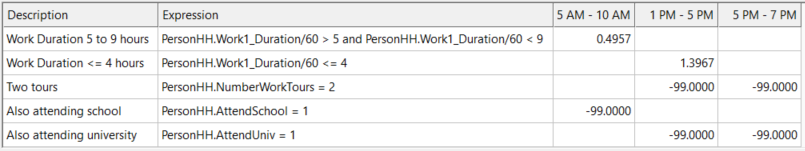 Description Expression 5 AM - 10 AM 1 PM - 5 PM 5 PM - 7 PM
Work Duration 5 to 9 hours PersonHH.Work1_Duration/60 > 5 and PersonHH.Work1_Duration/60 < 9 0.4957
Work Duration <= 4 hours PersonHH.Work1_Duration/60 <= 4 1.3967
Two tours PersonHH.NumberWorkTours = 2 -99.0000 -99.0000
Also attending school PersonHH.AttendSchool = 1 -99.0000
Also attending university PersonHH.AttendUniv = 1 -99.0000 -99.0000